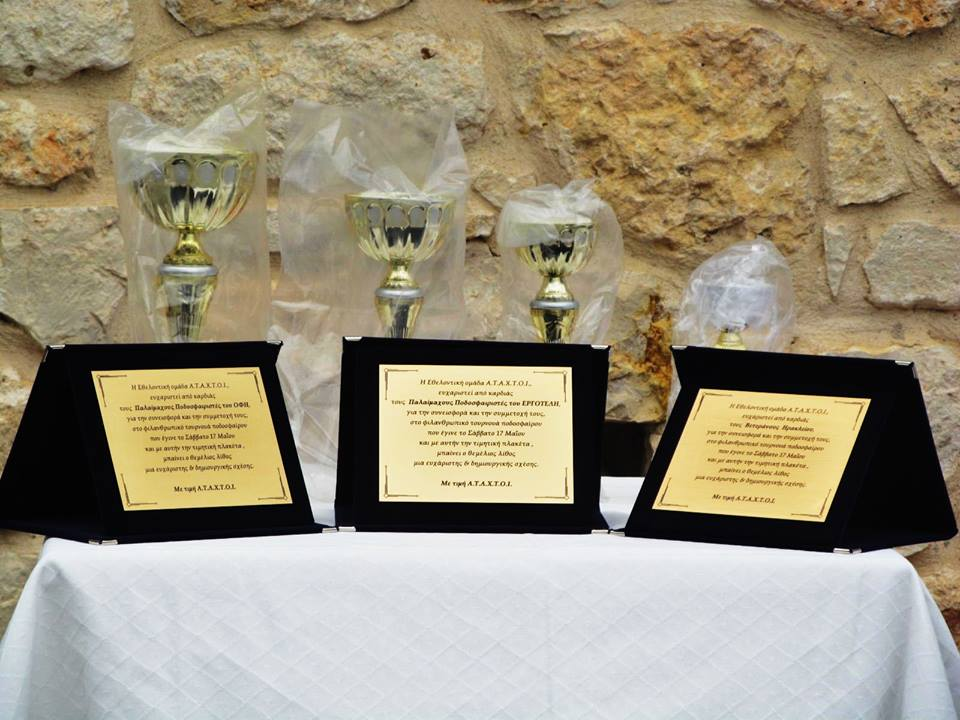 Η Εθελοντική ομάδα Α.Τ.Α.Χ.Τ.Ο.Ι.,
ευχαριστεί από καρδιάς
τους Παλαίμαχους Ποδοσφαιριστές του ΟΦΗ,
για την συνεισφορά και την συμμετοχή τους,
στο φιλανθρωπικό τουρνουά ποδοσφαίρου
που έγινε το Σάββατο 17 Μαΐου
και με αυτήν την τιμητική πλακέτα ,
μπαίνει ο θεμέλιος λίθος
μια ευχάριστης & δημιουργικής σχέσης.
Με τιμή Α.Τ.Α.Χ.Τ.Ο.Ι.
Η Εθελοντική ομάδα Α.Τ.Α.Χ.Τ.Ο.Ι.,
ευχαριστεί από καρδιάς
τους Παλαίμαχους Ποδοσφαιριστές του ΕΡΓΟΤΕΛΗ,
για την συνεισφορά και την συμμετοχή τους,
στο φιλανθρωπικό τουρνουά ποδοσφαίρου
που έγινε το Σάββατο 17 Μαΐου
και με αυτήν την τιμητική πλακέτα ,
μπαίνει ο θεμέλιος λίθος
μια ευχάριστης & δημιουργικής σχέσης.
Με τιμή Α.Τ.Α.Χ.Τ.Ο.Ι.
Η Εθελοντική ομάδα Α.Τ.Α.Χ.Τ.Ο.Ι.,
ευχαριστεί από καρδιάς
τους Βετεράνους Ηρακλείου,
για την συνεισφορά και την συμμετοχή τους,
στο φιλανθρωπικό τουρνουά ποδοσφαίρου
που έγινε το Σάββατο 17 Μαΐου
και με αυτήν την τιμητική πλακέτα ,
μπαίνει ο θεμέλιος λίθος
μια ευχάριστης & δημιουργικής σχέσης.
Με τιμή Α.Τ.Α.Χ.Τ.Ο.Ι.